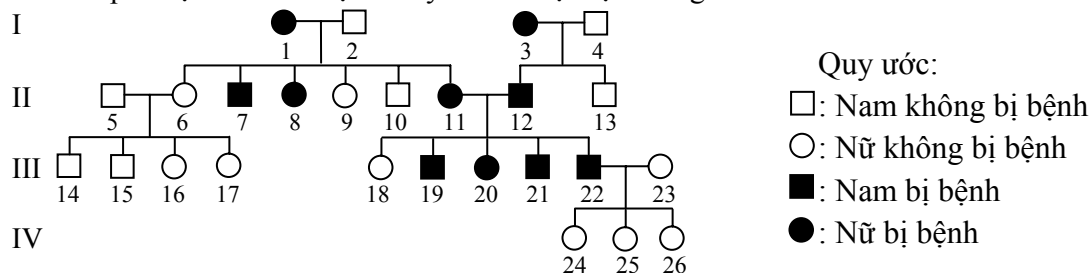 I
1 2 3 4
Quy ước:
II
5 6 7 8 9 10 11 12 13
: Nam không bị bệnh
: Nữ không bị bệnh
III
14 15 16 17 18 19 20 21 22 23
: Nam bị bệnh
: Nữ bị bệnh
IV
24 25 26